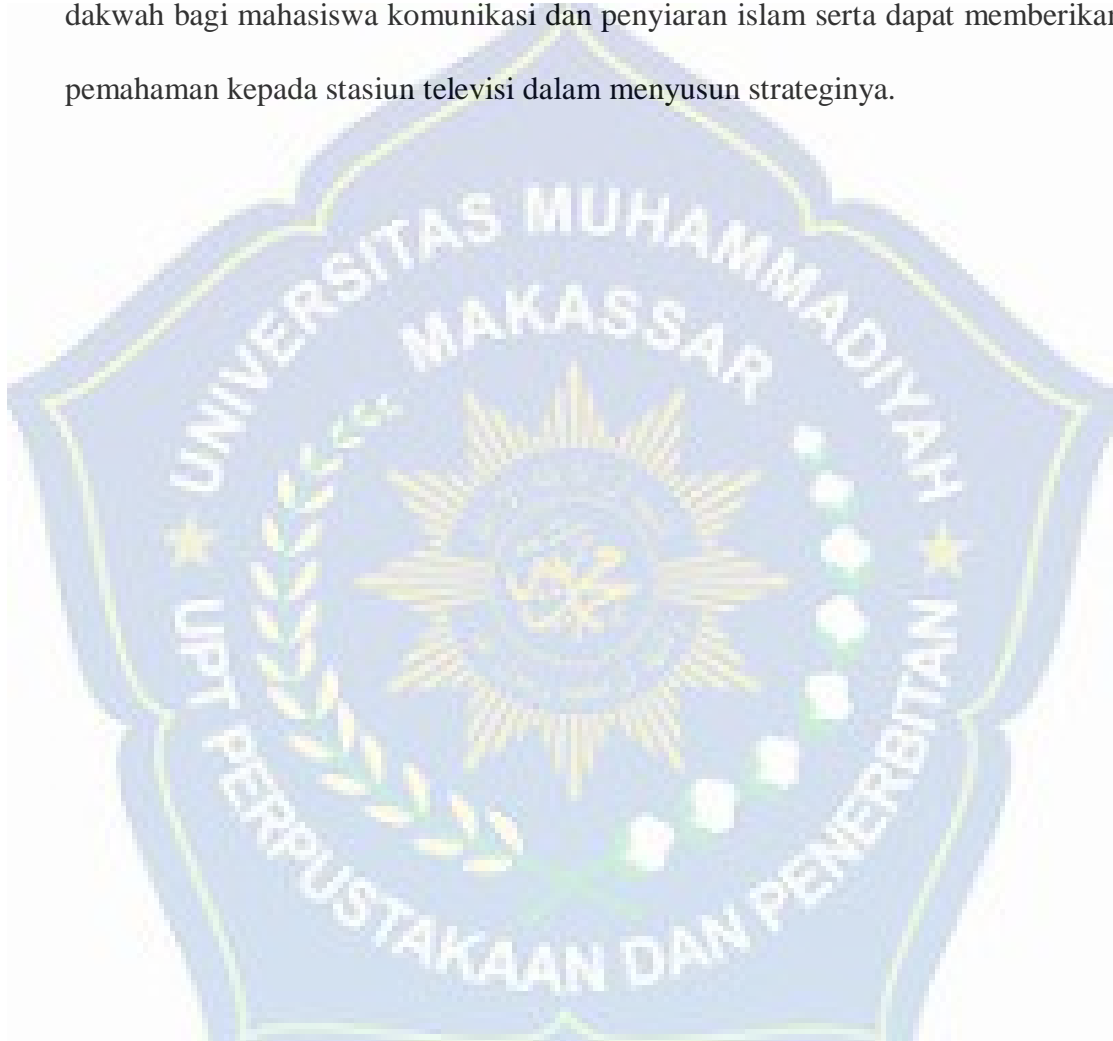 dakwah bagi mahasiswa komunikasi dan penyiaran islam serta dapat memberikan
pemahaman kepada stasiun televisi dalam menyusun strateginya.
UNIVERSITAS MUHAMMADIYAH
MAKASSAR
UPT PERPUSTAKAAN DAN PENERBITAN